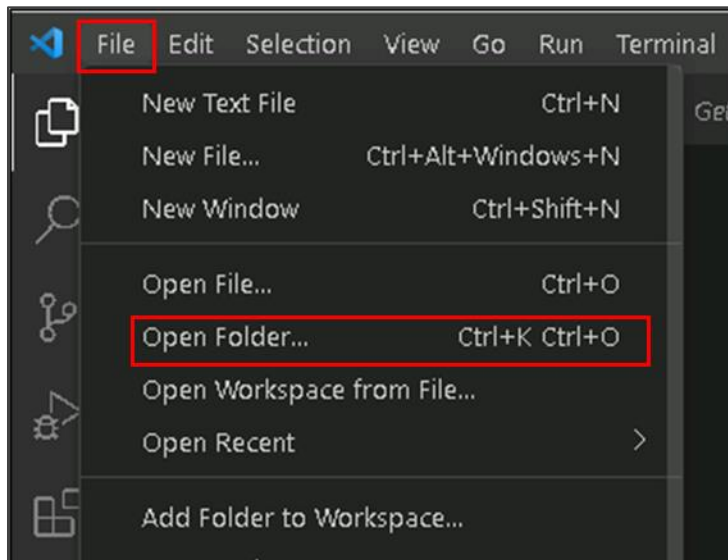 File Edit Selection View Go Run Terminal
New Text File Ctrl+N
New File... Ctrl+Alt+Windows+N
New Window Ctrl+Shift+N
Open File... Ctrl+O
Open Folder... Ctrl+K Ctrl+O
Open Workspace from File...
Open Recent
Add Folder to Workspace...